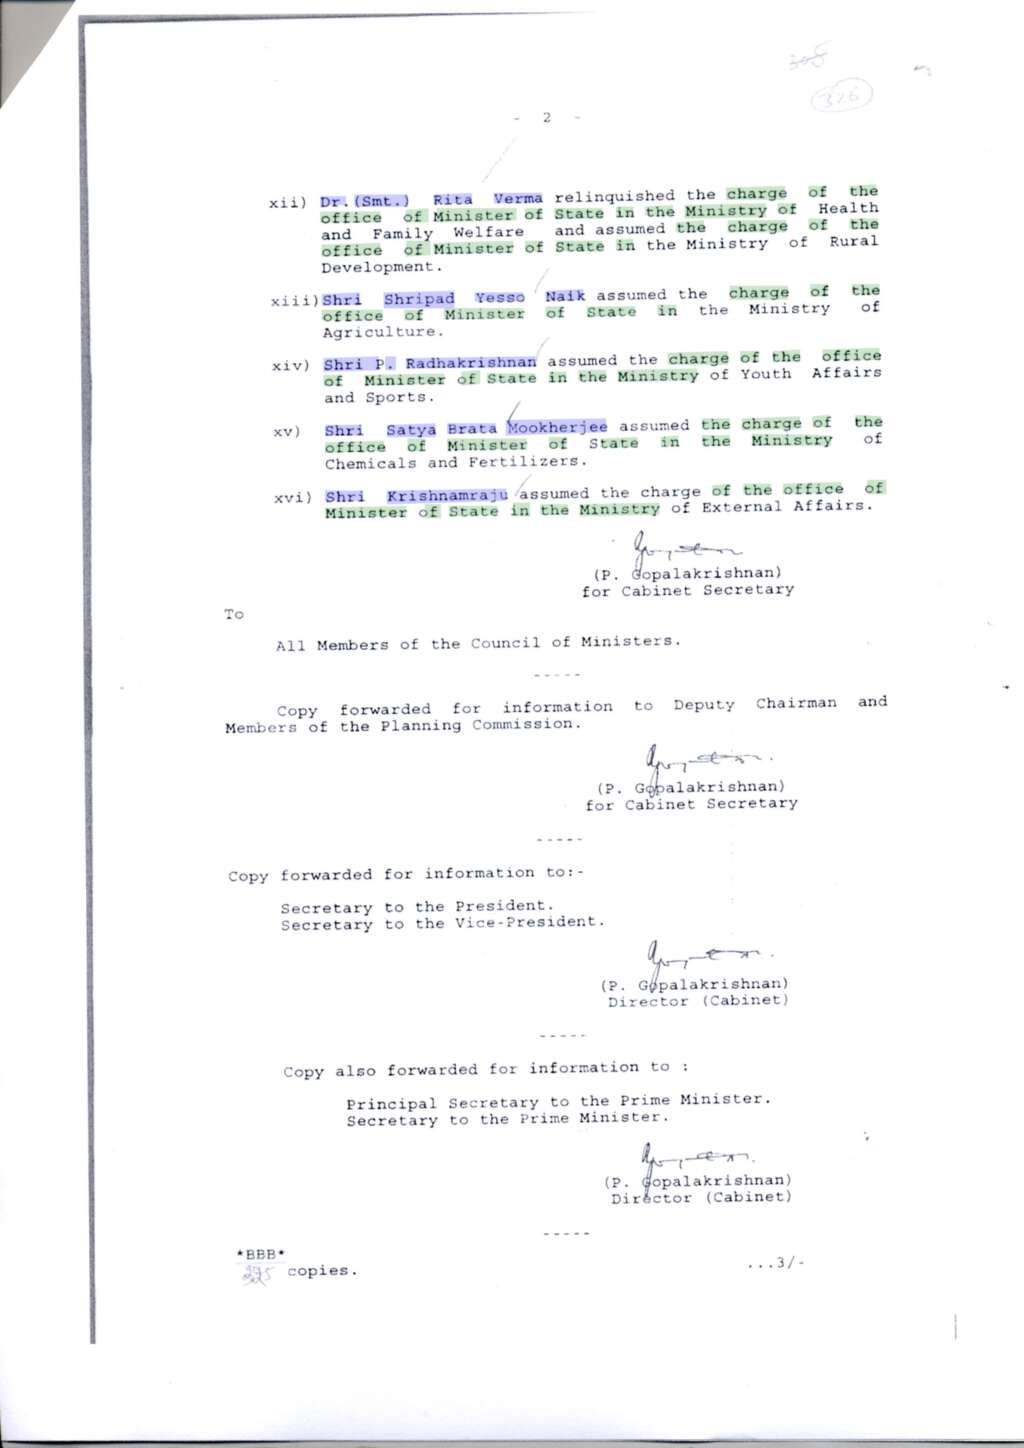 305
326
- 2 -
xii) Dr.(Smt.) Rita Verma relinquished the charge of the
office of Minister of State in the Ministry of Health
and Family Welfare and assumed the charge of the
office of Minister of State in the Ministry of Rural
Development.
xiii)Shri Shripad Yesso Naik assumed the charge of the
office of Minister of State in the Ministry of
Agriculture.
xiv) Shri P. Radhakrishnan assumed the charge of the office
of Minister of State in the Ministry of Youth Affairs
and Sports.
xv) Shri Satya Brata Mookherjee assumed the charge of the
office of Minister of State in the Ministry of
Chemicals and Fertilizers.
xvi) Shri Krishnamraju assumed the charge of the office of
Minister of State in the Ministry of External Affairs.
(P. Gopalakrishnan)
for Cabinet Secretary
To
All Members of the Council of Ministers.
-----
Copy forwarded for information to Deputy Chairman and
Members of the Planning Commission.
(P. Gopalakrishnan)
for Cabinet Secretary
-----
Copy forwarded for information to:-
Secretary to the President.
Secretary to the Vice-President.
(P. Gopalakrishnan)
Director (Cabinet)
-----
Copy also forwarded for information to :
Principal Secretary to the Prime Minister.
Secretary to the Prime Minister.
(P. Gopalakrishnan)
Director (Cabinet)
-----
*BBB*
copies.
...3/-